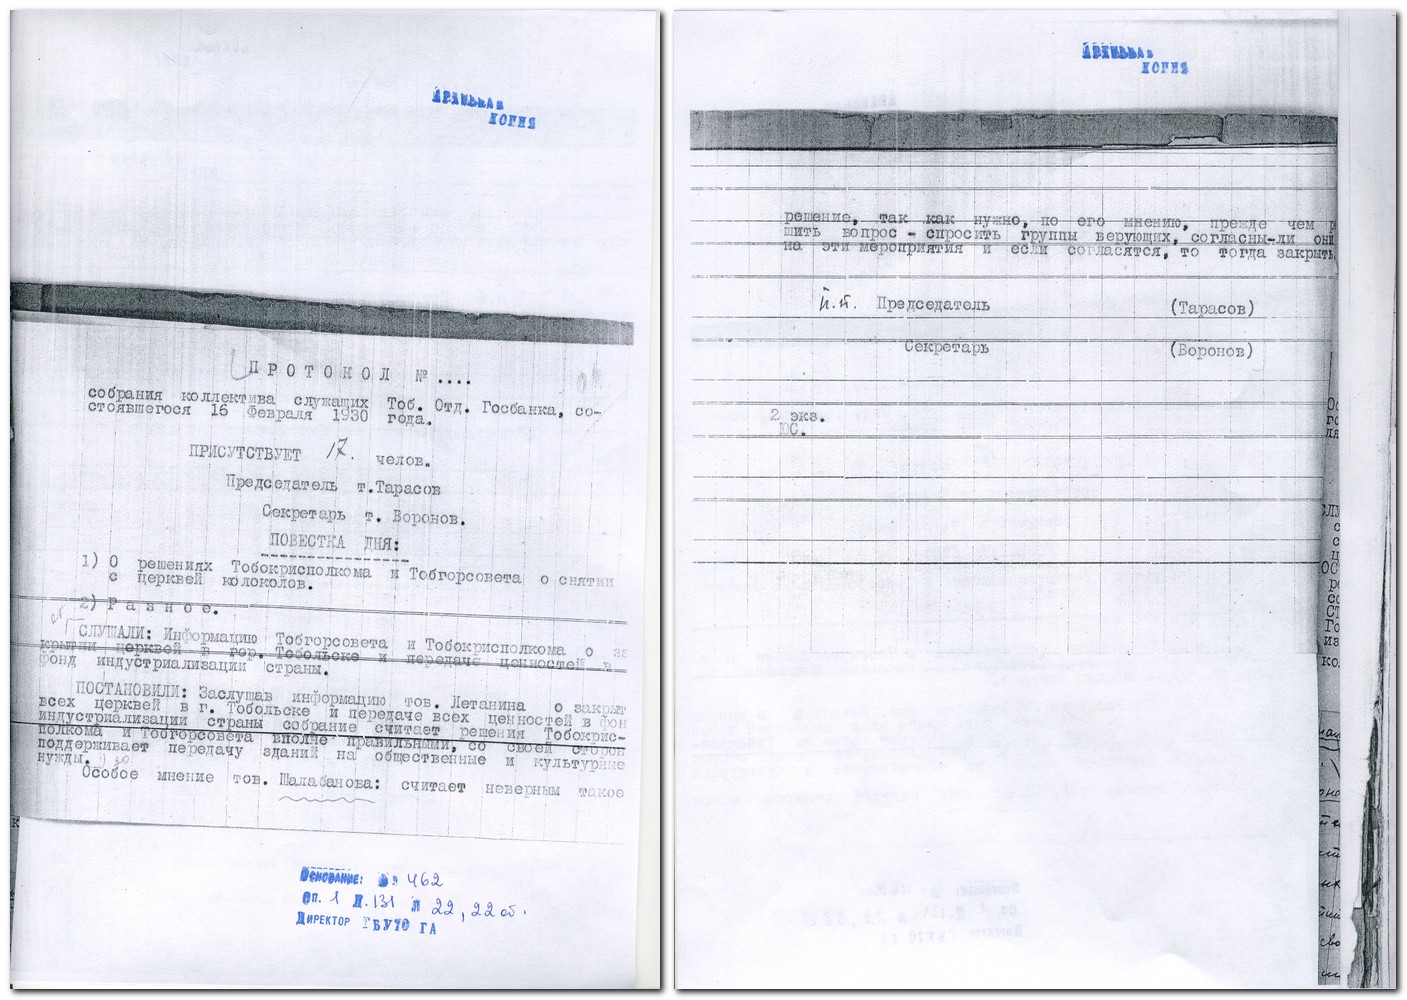 АРХИВНАЯ
КОПИЯ
ПРОТОКОЛ № ....
собрания коллектива служащих Тоб. Отд. Госбанка, со-
стоявшегося 16 Февраля 1930 года.
ПРИСУТСТВУЕТ 17. челов.
Председатель т.Тарасов
Секретарь т. Воронов.
ПОВЕСТКА ДНЯ:
1) О решениях Тобокрисполкома и Тобгорсовета о снятии
с церквей колоколов.
2) Разное.
СЛУШАЛИ: Информацию Тобгорсовета и Тобокрисполкома о за
крытии церквей в гор. Тобольске и передаче ценностей в
фонд индустриализации страны.
ПОСТАНОВИЛИ: Заслушав информацию тов. Летанина о закрыт
всех церквей в г. Тобольске и передаче всех ценностей в фон
индустриализации страны собрание считает решения Тобокрис-
полкома и Тобгорсовета вполне правильными, со своей сторон
поддерживает передачу зданий на общественные и культурные
нужды.
Особое мнение тов. Шалабанова: считает неверным такое
Основание: 462
Оп. 1 Д. 131 Л 22, 22 об.
Директор ГБУТО ГА
АРХИВНАЯ
КОПИЯ
решение, так как нужно, по его мнению, прежде чем р
шить вопрос - спросить группы верующих, согласны-ли они
на эти мероприятия и если согласятся, то тогда закрыть
п.п. Председатель (Тарасов)
Секретарь (Воронов)
2 экз.
ЮС.